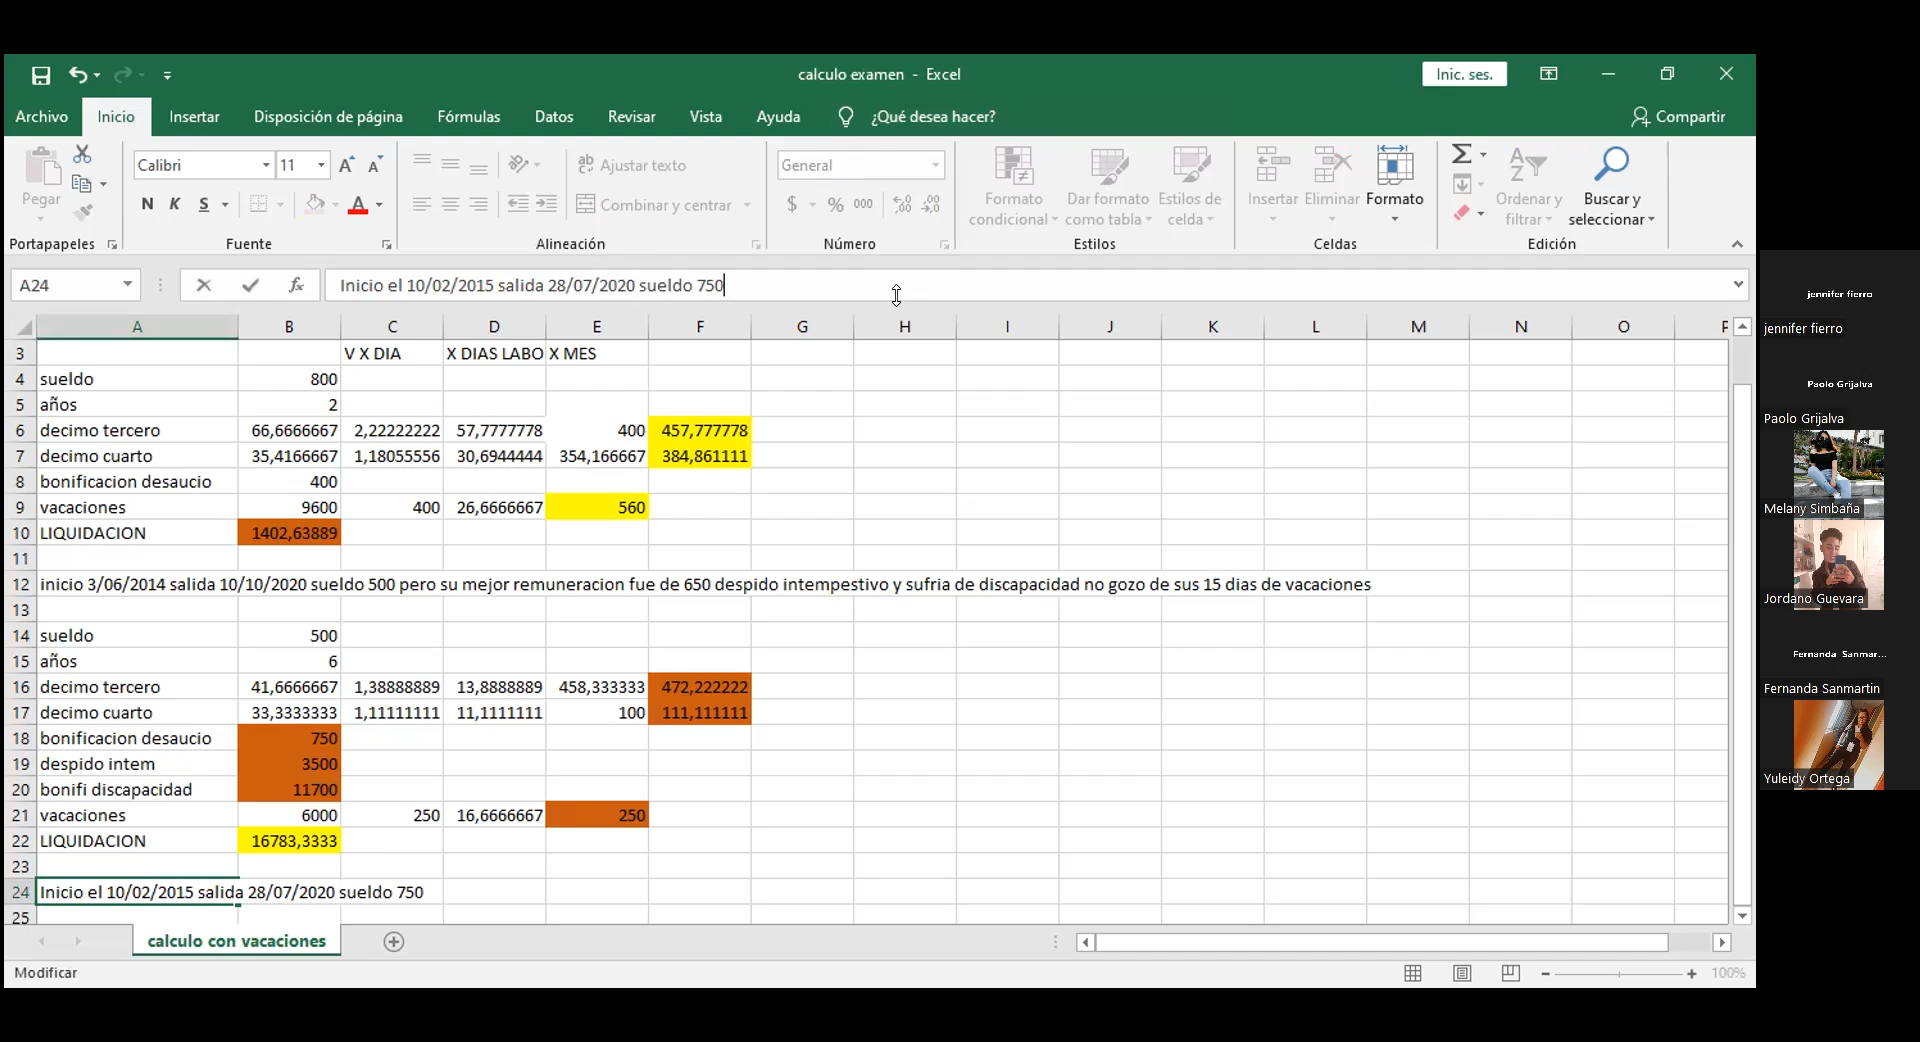 calculo examen - Excel
Inic. ses.
Archivo Inicio Insertar Disposición de página Fórmulas Datos Revisar Vista Ayuda ¿Qué desea hacer? Compartir
Pegar
Calibri 11
N K S
Ajustar texto
Combinar y centrar
General
$ % 000
Formato condicional
Dar formato como tabla
Estilos de celda
Insertar Eliminar Formato
Ordenar y filtrar
Buscar y seleccionar
Portapapeles Fuente Alineación Número Estilos Celdas Edición
A24 fx Inicio el 10/02/2015 salida 28/07/2020 sueldo 750
A B C D E F G H I J K L M N O P
3 V X DIA X DIAS LABO X MES
4 sueldo 800
5 años 2
6 decimo tercero 66,6666667 2,22222222 57,7777778 400 457,777778
7 decimo cuarto 35,4166667 1,18055556 30,6944444 354,166667 384,861111
8 bonificacion desaucio 400
9 vacaciones 9600 400 26,6666667 560
10 LIQUIDACION 1402,63889
11
12 inicio 3/06/2014 salida 10/10/2020 sueldo 500 pero su mejor remuneracion fue de 650 despido intempestivo y sufria de discapacidad no gozo de sus 15 dias de vacaciones
13
14 sueldo 500
15 años 6
16 decimo tercero 41,6666667 1,38888889 13,8888889 458,333333 472,222222
17 decimo cuarto 33,3333333 1,11111111 11,1111111 100 111,111111
18 bonificacion desaucio 750
19 despido intem 3500
20 bonifi discapacidad 11700
21 vacaciones 6000 250 16,6666667 250
22 LIQUIDACION 16783,3333
23
24 Inicio el 10/02/2015 salida 28/07/2020 sueldo 750
25
calculo con vacaciones
Modificar 100%
jennifer fierro
jennifer fierro
Paolo Grijalva
Paolo Grijalva
Melany Simbaña
Jordano Guevara
Fernanda Sanmar...
Fernanda Sanmartin
Yuleidy Ortega